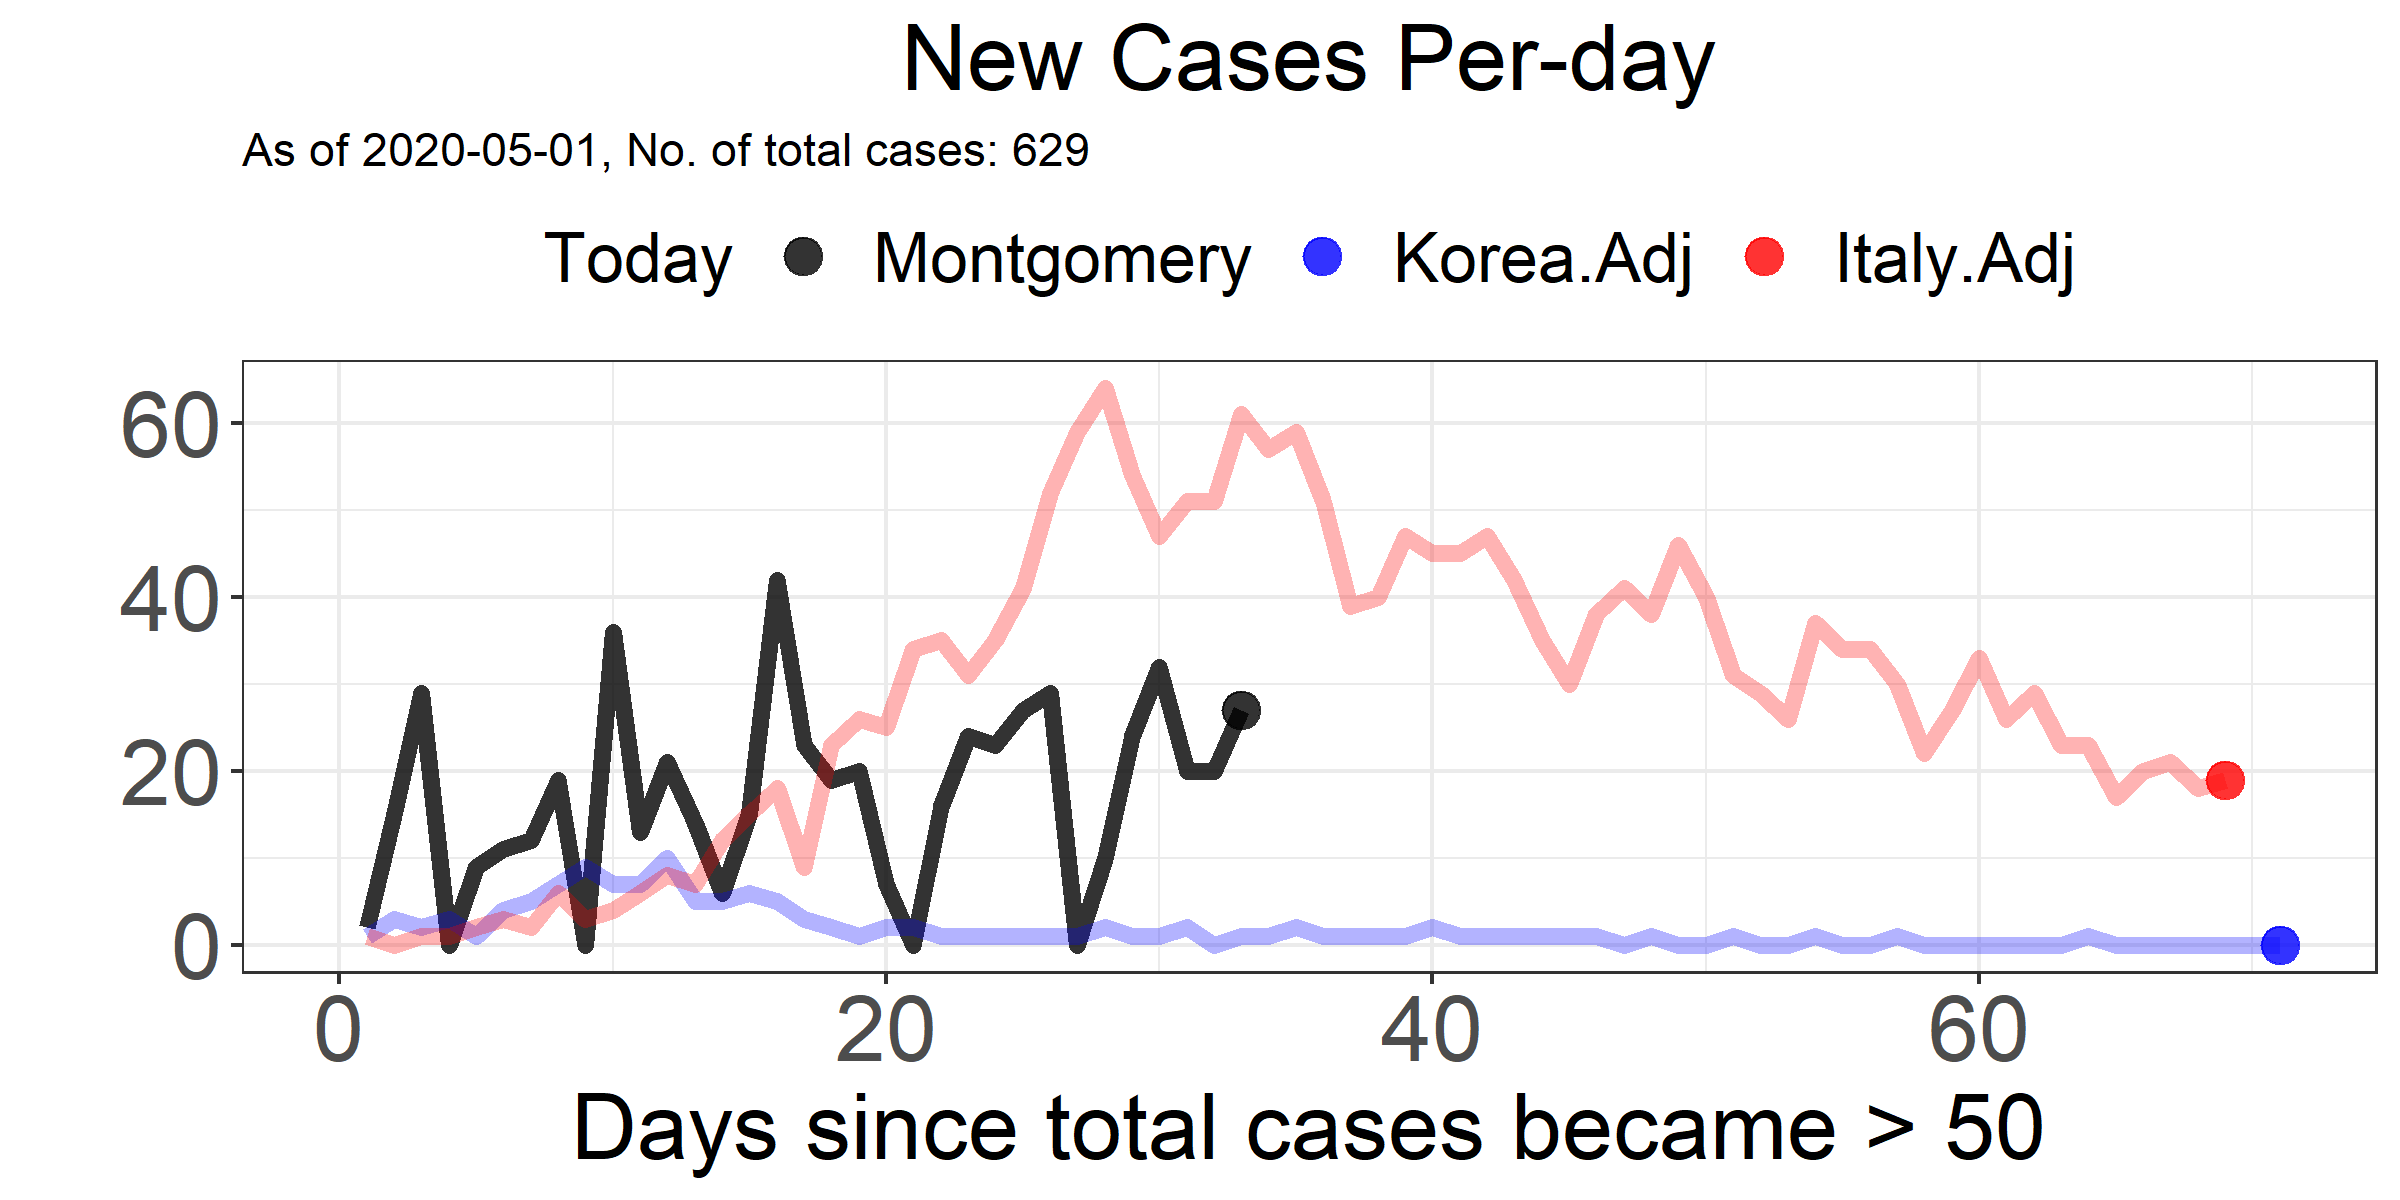 New Cases Per-day
As of 2020-05-01, No. of total cases: 629
Today Montgomery Korea.Adj Italy.Adj
60
40
20
0
0 20 40 60
Days since total cases became > 50